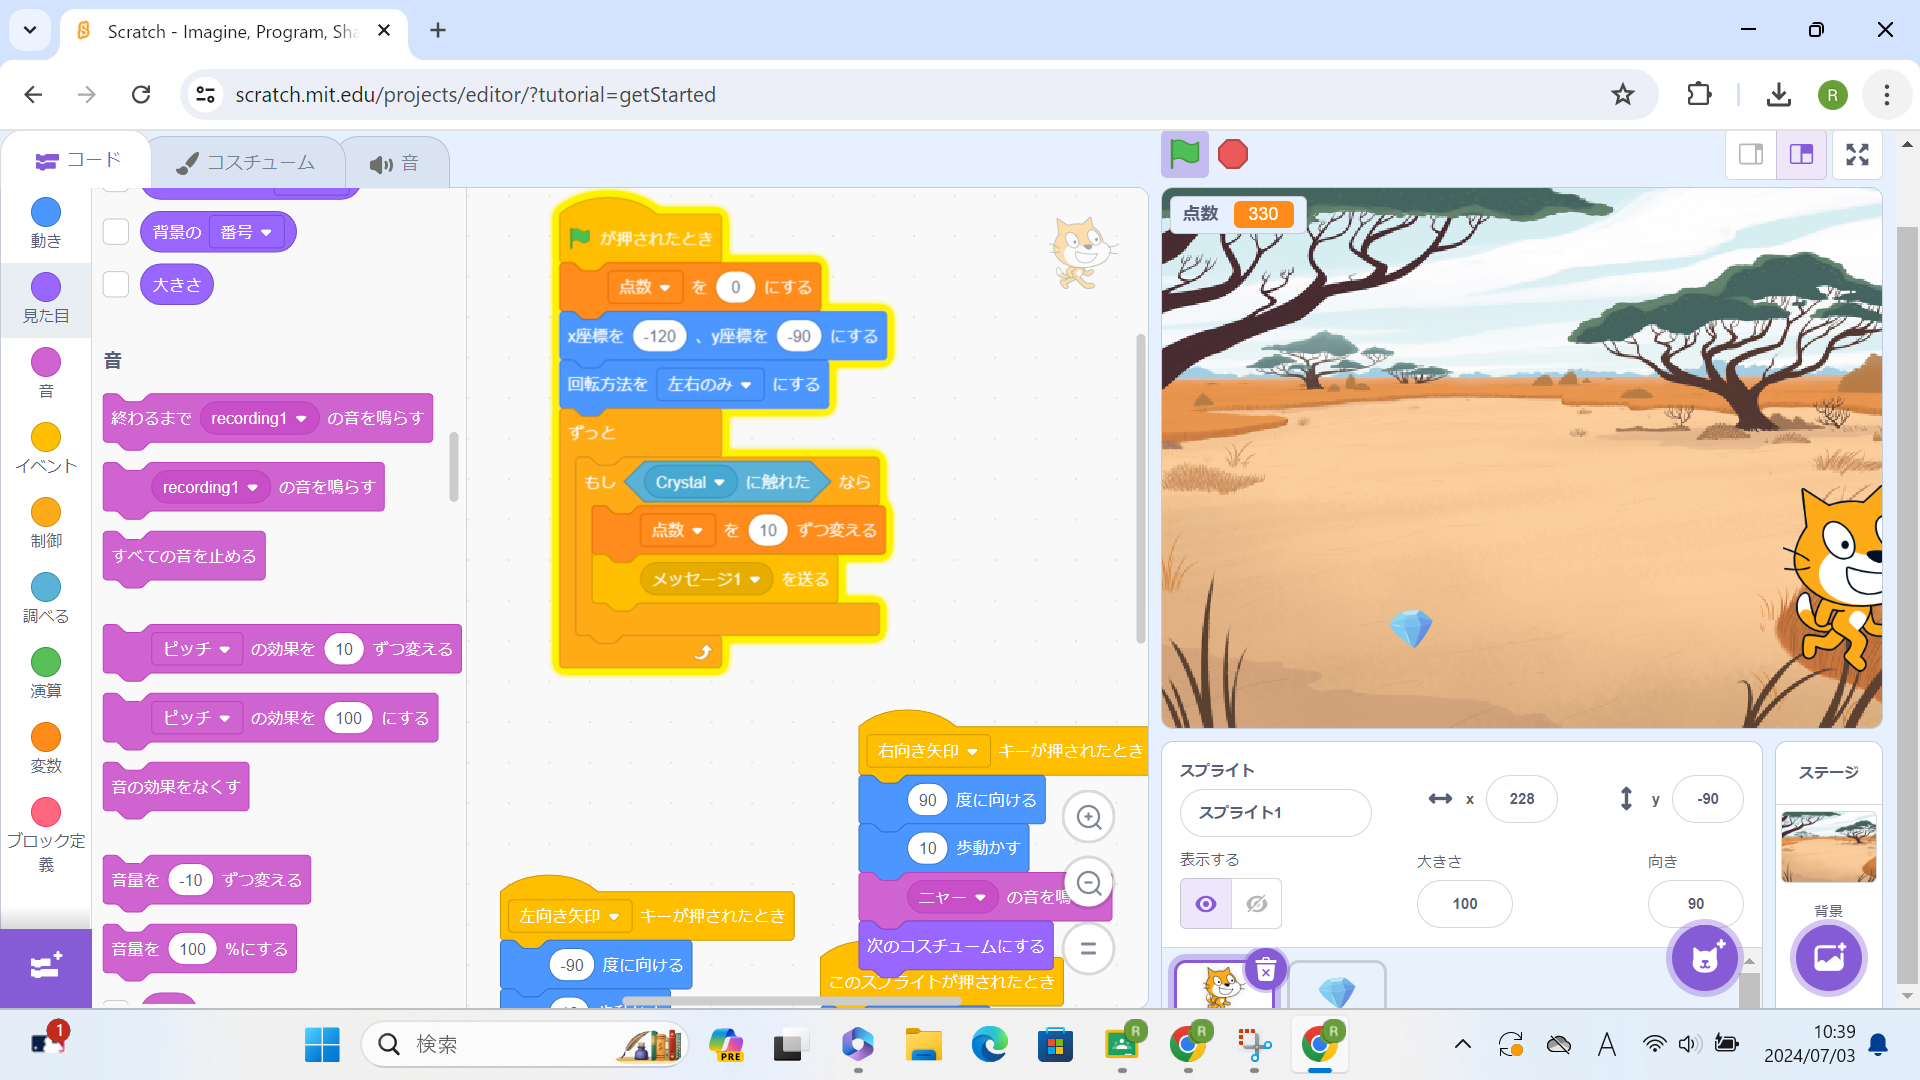 Scratch - Imagine, Program, Sha
scratch.mit.edu/projects/editor/?tutorial=getStarted
R
コード
コスチューム
音
動き
見た目
音
イベント
制御
調べる
演算
変数
ブロック定
義
背景の 番号
大きさ
音
終わるまで recording1 の音を鳴らす
recording1 の音を鳴らす
すべての音を止める
ピッチ の効果を 10 ずつ変える
ピッチ の効果を 100 にする
音の効果をなくす
音量を -10 ずつ変える
音量を 100 %にする
が押されたとき
点数 を 0 にする
x座標を -120 、y座標を -90 にする
回転方法を 左右のみ にする
ずっと
もし Crystal に触れた なら
点数 を 10 ずつ変える
メッセージ1 を送る
右向き矢印 キーが押されたとき
90 度に向ける
10 歩動かす
ニャー の音を鳴
次のコスチュームにする
左向き矢印 キーが押されたとき
-90 度に向ける
このスプライトが押されたとき
点数 330
スプライト
スプライト1
x 228
y -90
表示する
大きさ
100
向き
90
ステージ
背景
1
検索
PRE
R
R
R
A
10:39
2024/07/03